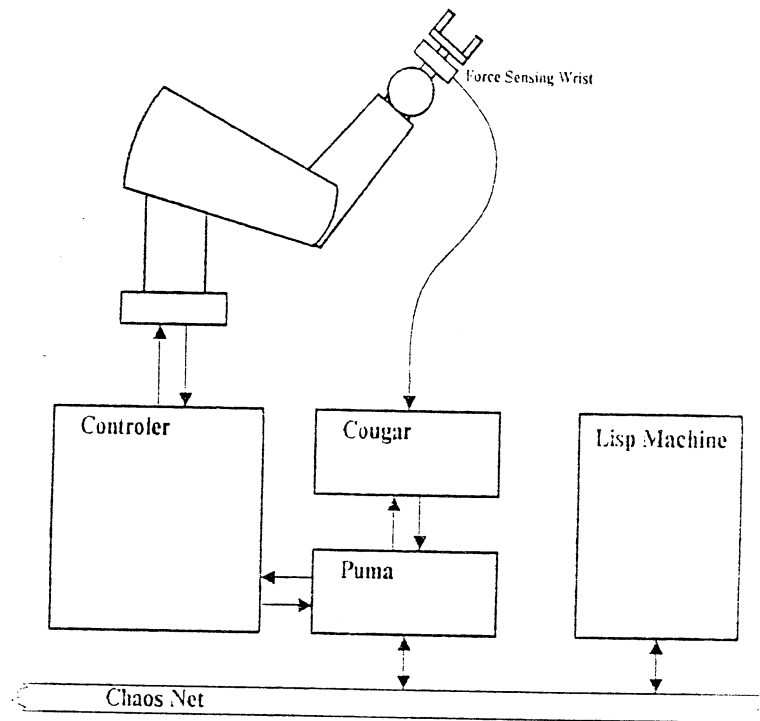 Force Sensing Wrist
Controler
Cougar
Lisp Machine
Puma
Chaos Net